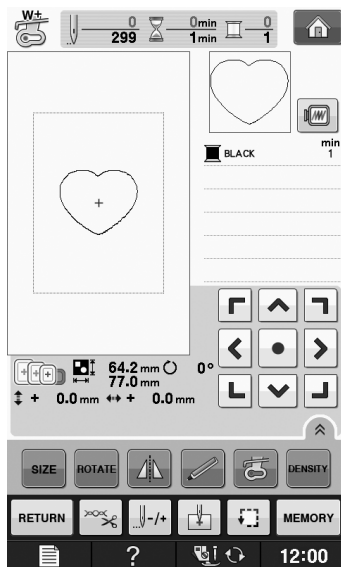 W+
0 0min 0
299 1min 1
min
BLACK 1
64.2 mm 0°
77.0 mm
+ 0.0 mm + 0.0 mm
SIZE ROTATE DENSITY
RETURN -/+ MEMORY
? 12:00